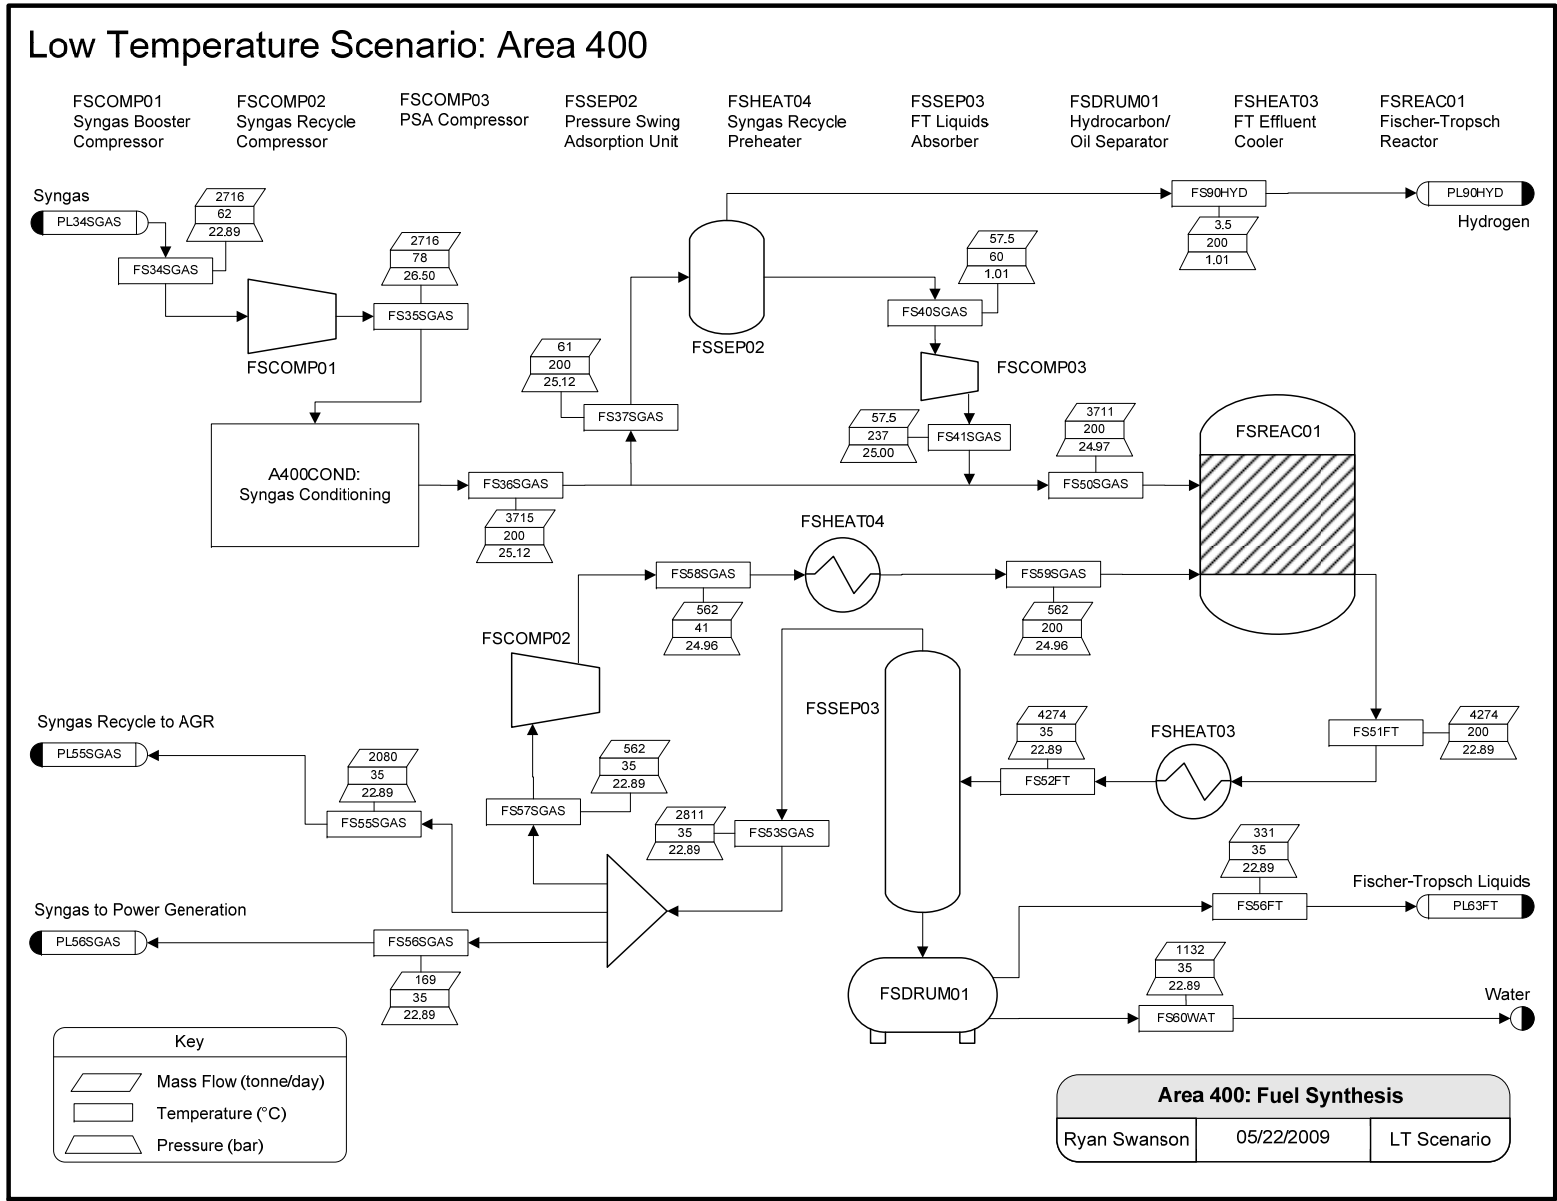 Low Temperature Scenario: Area 400
FSCOMP01
Syngas Booster
Compressor
FSCOMP02
Syngas Recycle
Compressor
FSCOMP03
PSA Compressor
FSSEP02
Pressure Swing
Adsorption Unit
FSHEAT04
Syngas Recycle
Preheater
FSSEP03
FT Liquids
Absorber
FSDRUM01
Hydrocarbon/
Oil Separator
FSHEAT03
FT Effluent
Cooler
FSREAC01
Fischer-Tropsch
Reactor
Syngas
PL34SGAS
2716
62
22.89
FS34SGAS
FSCOMP01
2716
78
26.50
FS35SGAS
A400COND:
Syngas Conditioning
FS36SGAS
3715
200
25.12
61
200
25.12
FS37SGAS
FSSEP02
FS90HYD
3.5
200
1.01
PL90HYD
Hydrogen
57.5
60
1.01
FS40SGAS
FSCOMP03
57.5
237
25.00
FS41SGAS
3711
200
24.97
FS50SGAS
FSREAC01
FSHEAT04
FS58SGAS
562
41
24.96
FS59SGAS
562
200
24.96
FSCOMP02
FSSEP03
4274
35
22.89
FS52FT
FSHEAT03
FS51FT
4274
200
22.89
Syngas Recycle to AGR
PL55SGAS
2080
35
22.89
FS55SGAS
562
35
22.89
FS57SGAS
2811
35
22.89
FS53SGAS
331
35
22.89
FS56FT
Fischer-Tropsch Liquids
PL63FT
Syngas to Power Generation
PL56SGAS
FS56SGAS
169
35
22.89
FSDRUM01
1132
35
22.89
FS60WAT
Water
Key
Mass Flow (tonne/day)
Temperature (°C)
Pressure (bar)
Area 400: Fuel Synthesis
Ryan Swanson
05/22/2009
LT Scenario